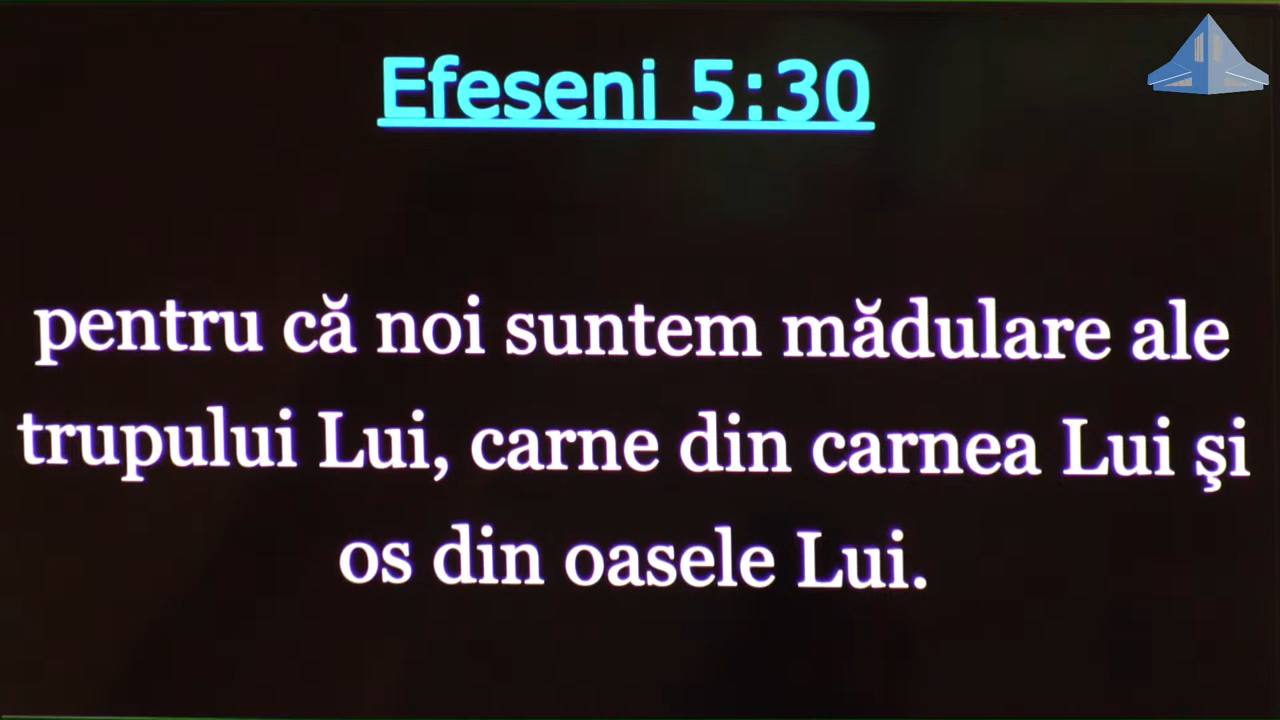 Efeseni 5:30
pentru că noi suntem mădulare ale
trupului Lui, carne din carnea Lui şi
os din oasele Lui.